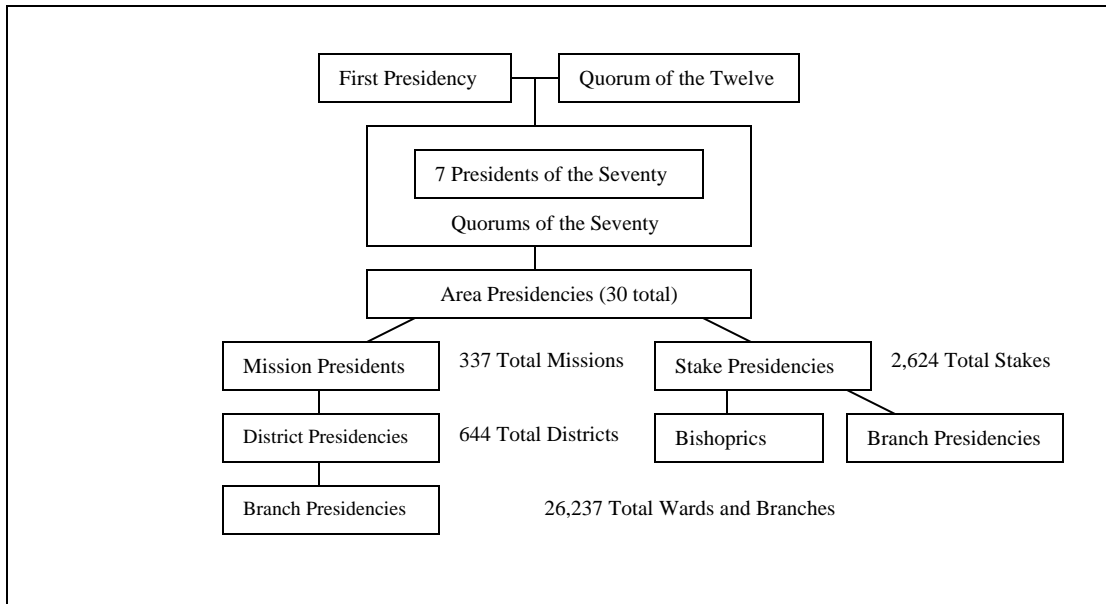 First Presidency
Quorum of the Twelve
7 Presidents of the Seventy
Quorums of the Seventy
Area Presidencies (30 total)
Mission Presidents
337 Total Missions
Stake Presidencies
2,624 Total Stakes
District Presidencies
644 Total Districts
Bishoprics
Branch Presidencies
Branch Presidencies
26,237 Total Wards and Branches